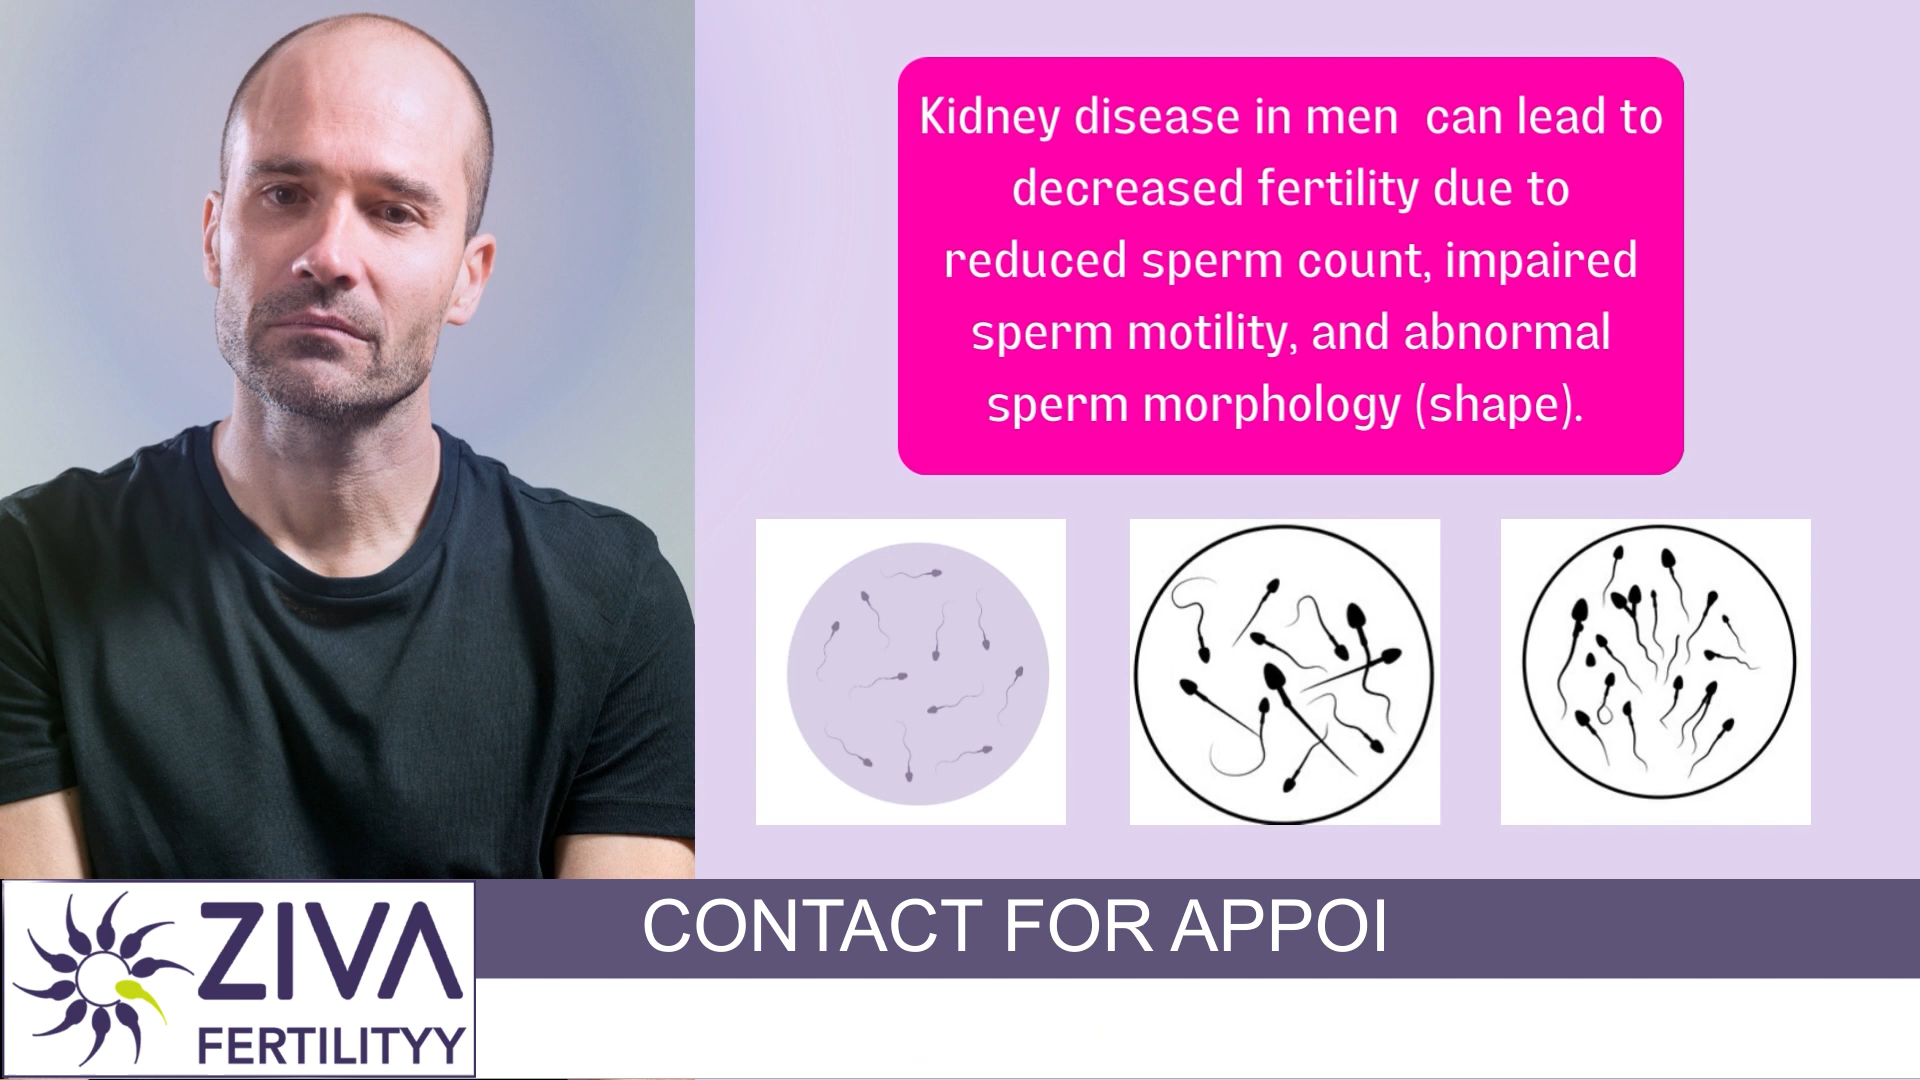 Kidney disease in men  can lead to
decreased fertility due to
reduced sperm count, impaired
sperm motility, and abnormal
sperm morphology (shape).
CONTACT FOR APPOI
ZIVA
FERTILITYY